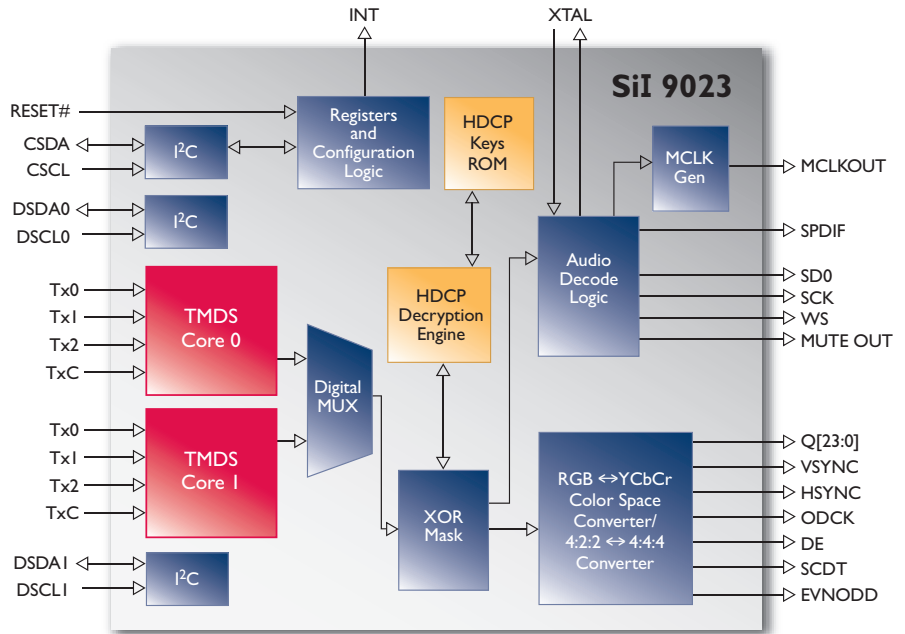 INT
XTAL
SiI 9023
RESET#
CSDA
CSCL
I²C
Registers
and
Configuration
Logic
HDCP
Keys
ROM
MCLK
Gen
MCLKOUT
DSDA0
DSCL0
I²C
Audio
Decode
Logic
SPDIF
SD0
SCK
WS
MUTE OUT
Tx0
Tx1
Tx2
TxC
TMDS
Core 0
HDCP
Decryption
Engine
Digital
MUX
Tx0
Tx1
Tx2
TxC
TMDS
Core 1
XOR
Mask
RGB ↔YCbCr
Color Space
Converter/
4:2:2 ↔ 4:4:4
Converter
Q[23:0]
VSYNC
HSYNC
ODCK
DE
SCDT
EVNODD
DSDA1
DSCL1
I²C